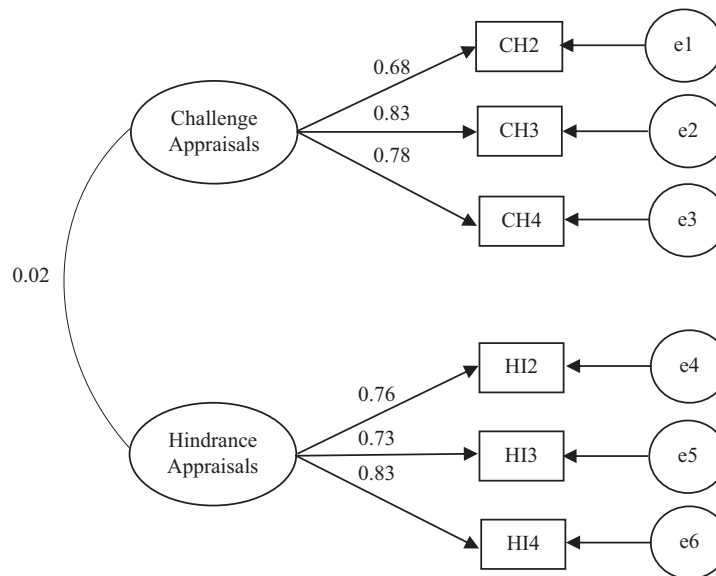 CH2
e1
0.68
Challenge
Appraisals
0.83
CH3
e2
0.78
CH4
e3
0.02
HI2
e4
0.76
Hindrance
Appraisals
0.73
HI3
e5
0.83
HI4
e6